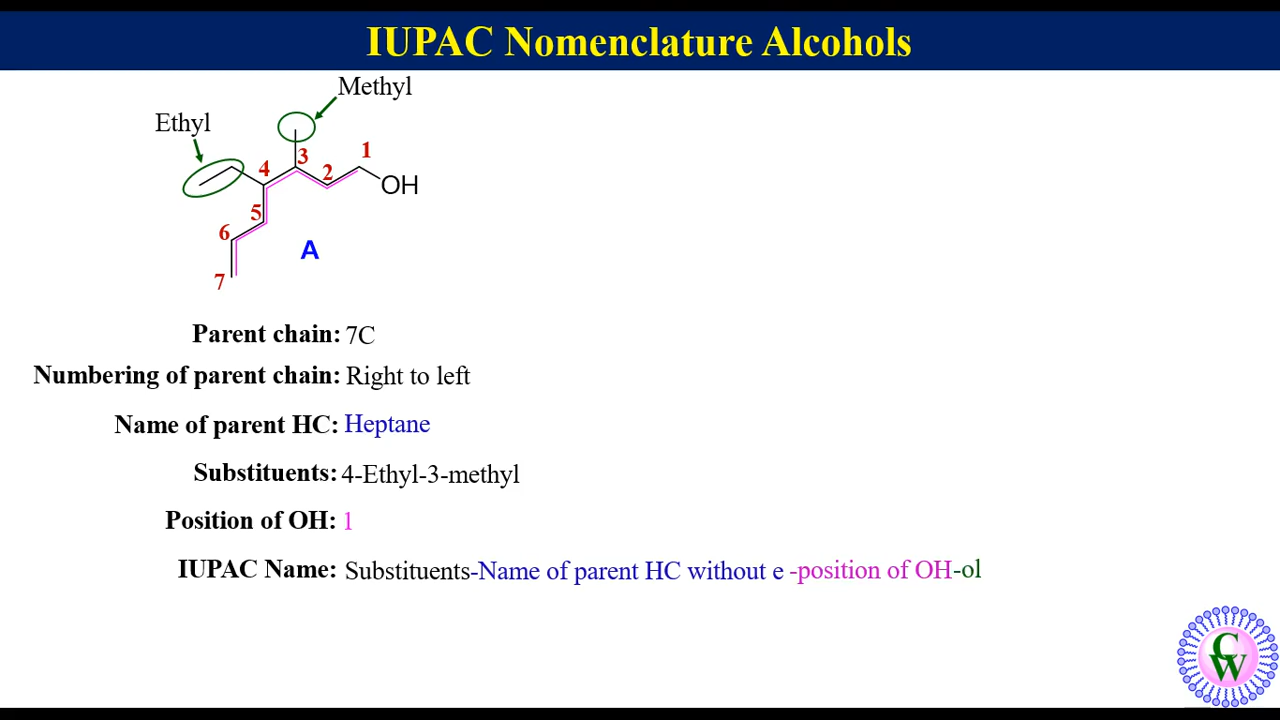 IUPAC Nomenclature Alcohols
Methyl
Ethyl
1
3
2
4
OH
5
6
A
7
Parent chain: 7C
Numbering of parent chain: Right to left
Name of parent HC: Heptane
Substituents: 4-Ethyl-3-methyl
Position of OH: 1
IUPAC Name: Substituents-Name of parent HC without e -position of OH-ol
C
W